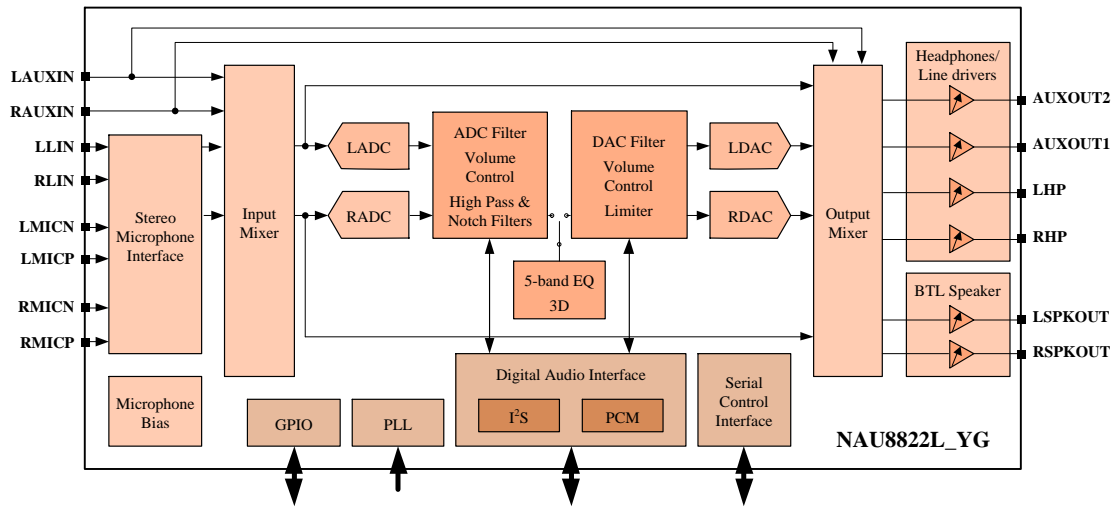 LAUXIN
RAUXIN
LLIN
RLIN
LMICN
LMICP
RMICN
RMICP
Stereo
Microphone
Interface
Microphone
Bias
Input
Mixer
LADC
RADC
ADC Filter
Volume
Control
High Pass &
Notch Filters
5-band EQ
3D
DAC Filter
Volume
Control
Limiter
LDAC
RDAC
Output
Mixer
Headphones/
Line drivers
BTL Speaker
AUXOUT2
AUXOUT1
LHP
RHP
LSPKOUT
RSPKOUT
GPIO
PLL
Digital Audio Interface
I²S
PCM
Serial
Control
Interface
NAU8822L_YG